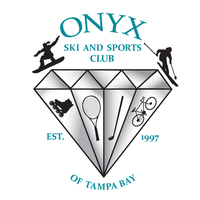 ONYX
SKI AND SPORTS
CLUB
EST. 1997
OF TAMPA BAY